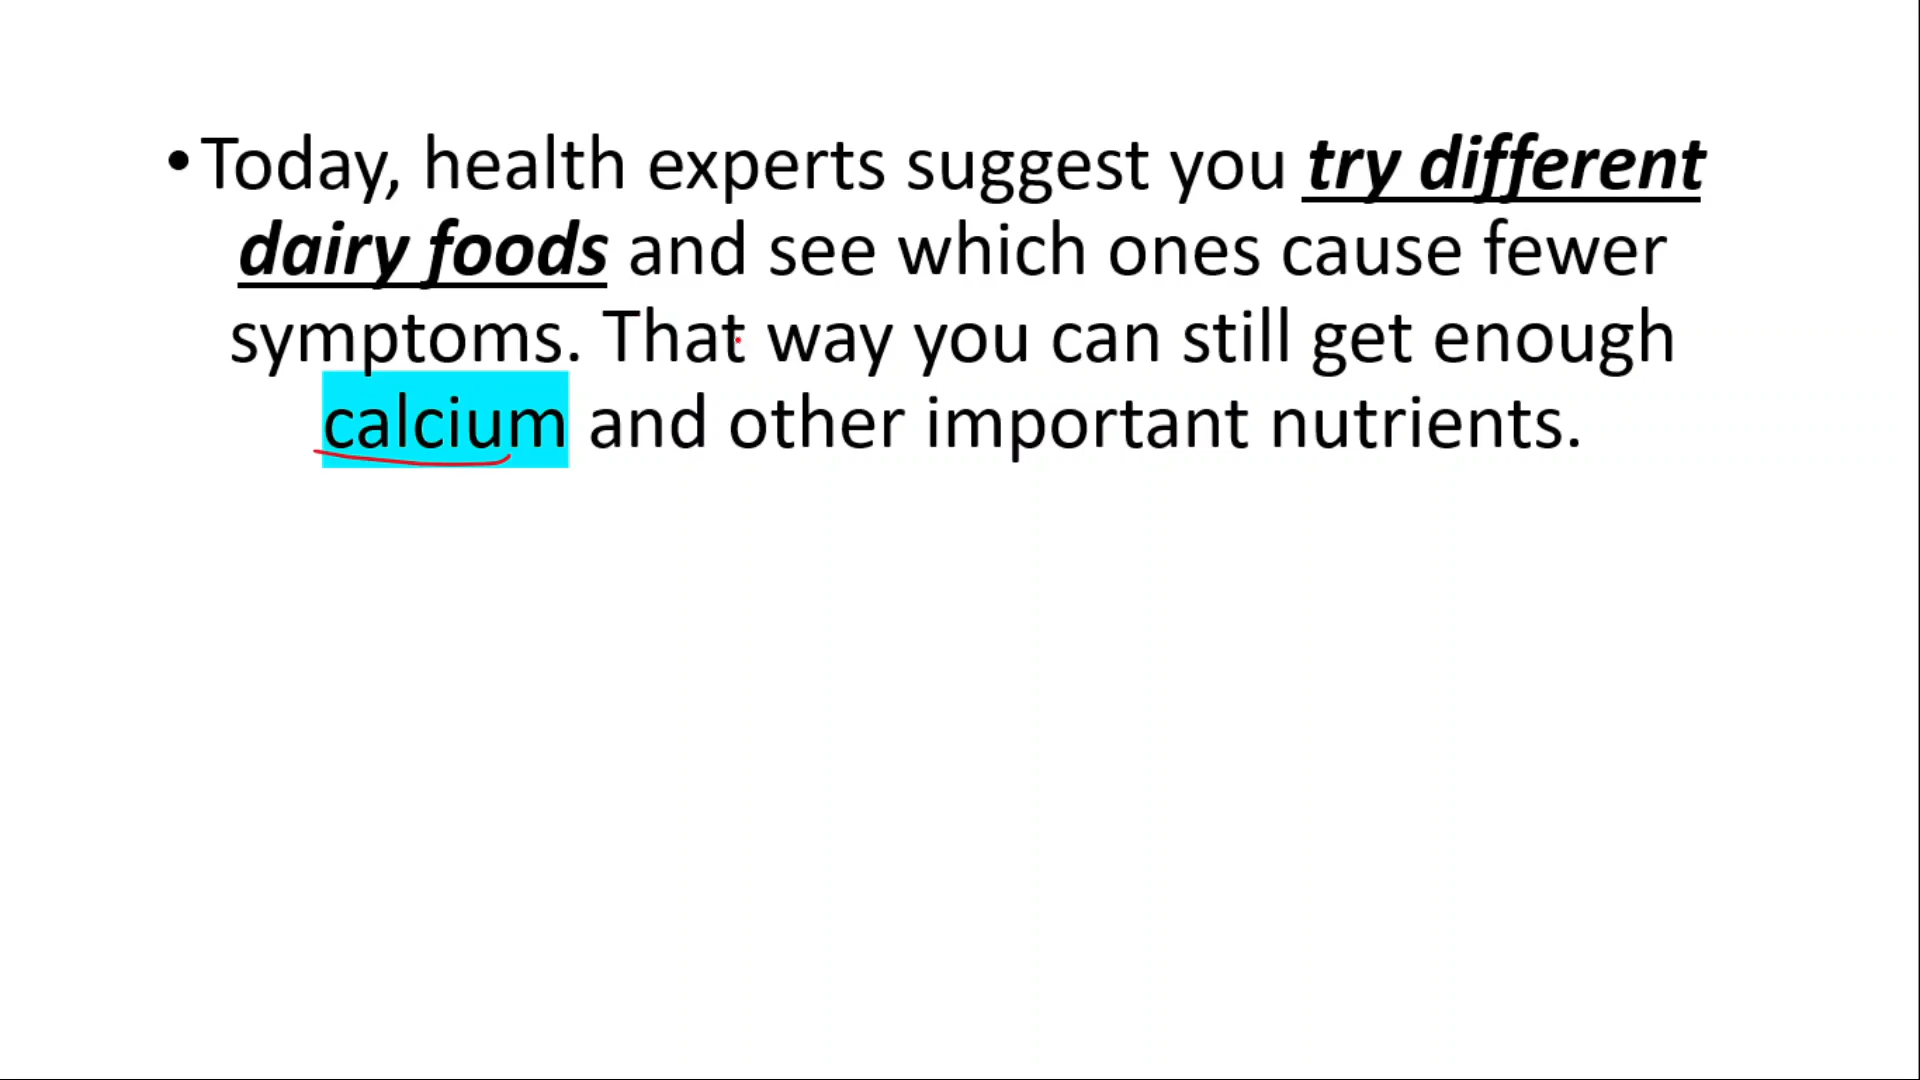 • Today, health experts suggest you try different
dairy foods and see which ones cause fewer
symptoms. That way you can still get enough
calcium and other important nutrients.